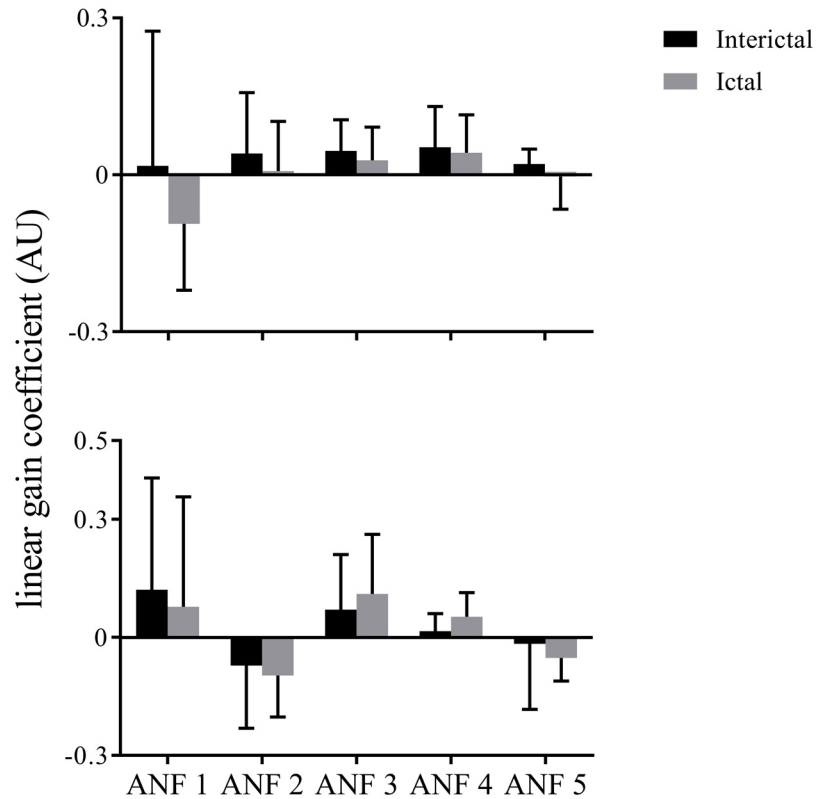 0.3
Interictal
Ictal
0
-0.3
linear gain coefficient (AU)
0.5
0.3
0
-0.3
ANF 1 ANF 2 ANF 3 ANF 4 ANF 5